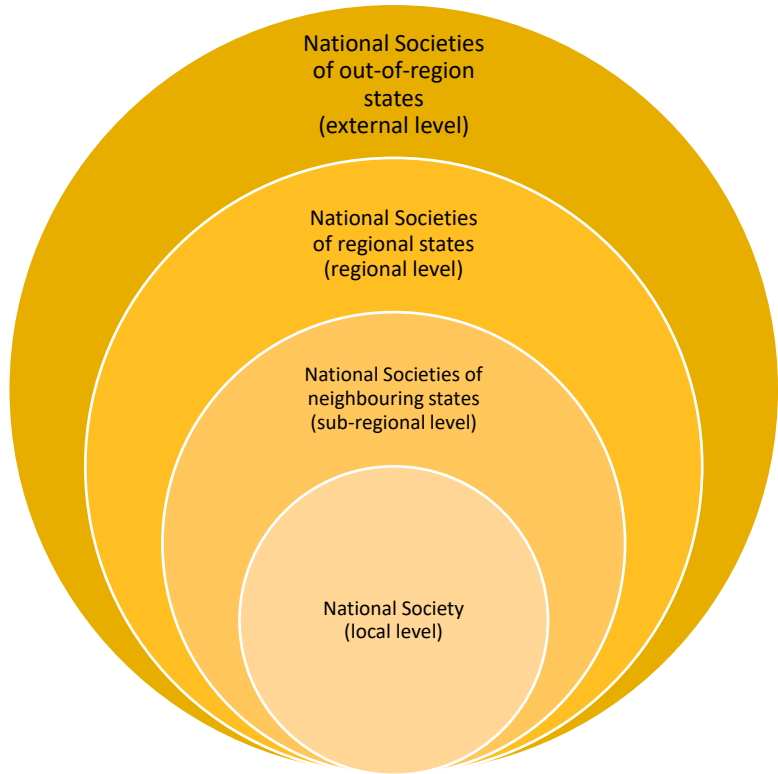 National Societies
of out-of-region
states
(external level)
National Societies
of regional states
(regional level)
National Societies of
neighbouring states
(sub-regional level)
National Society
(local level)